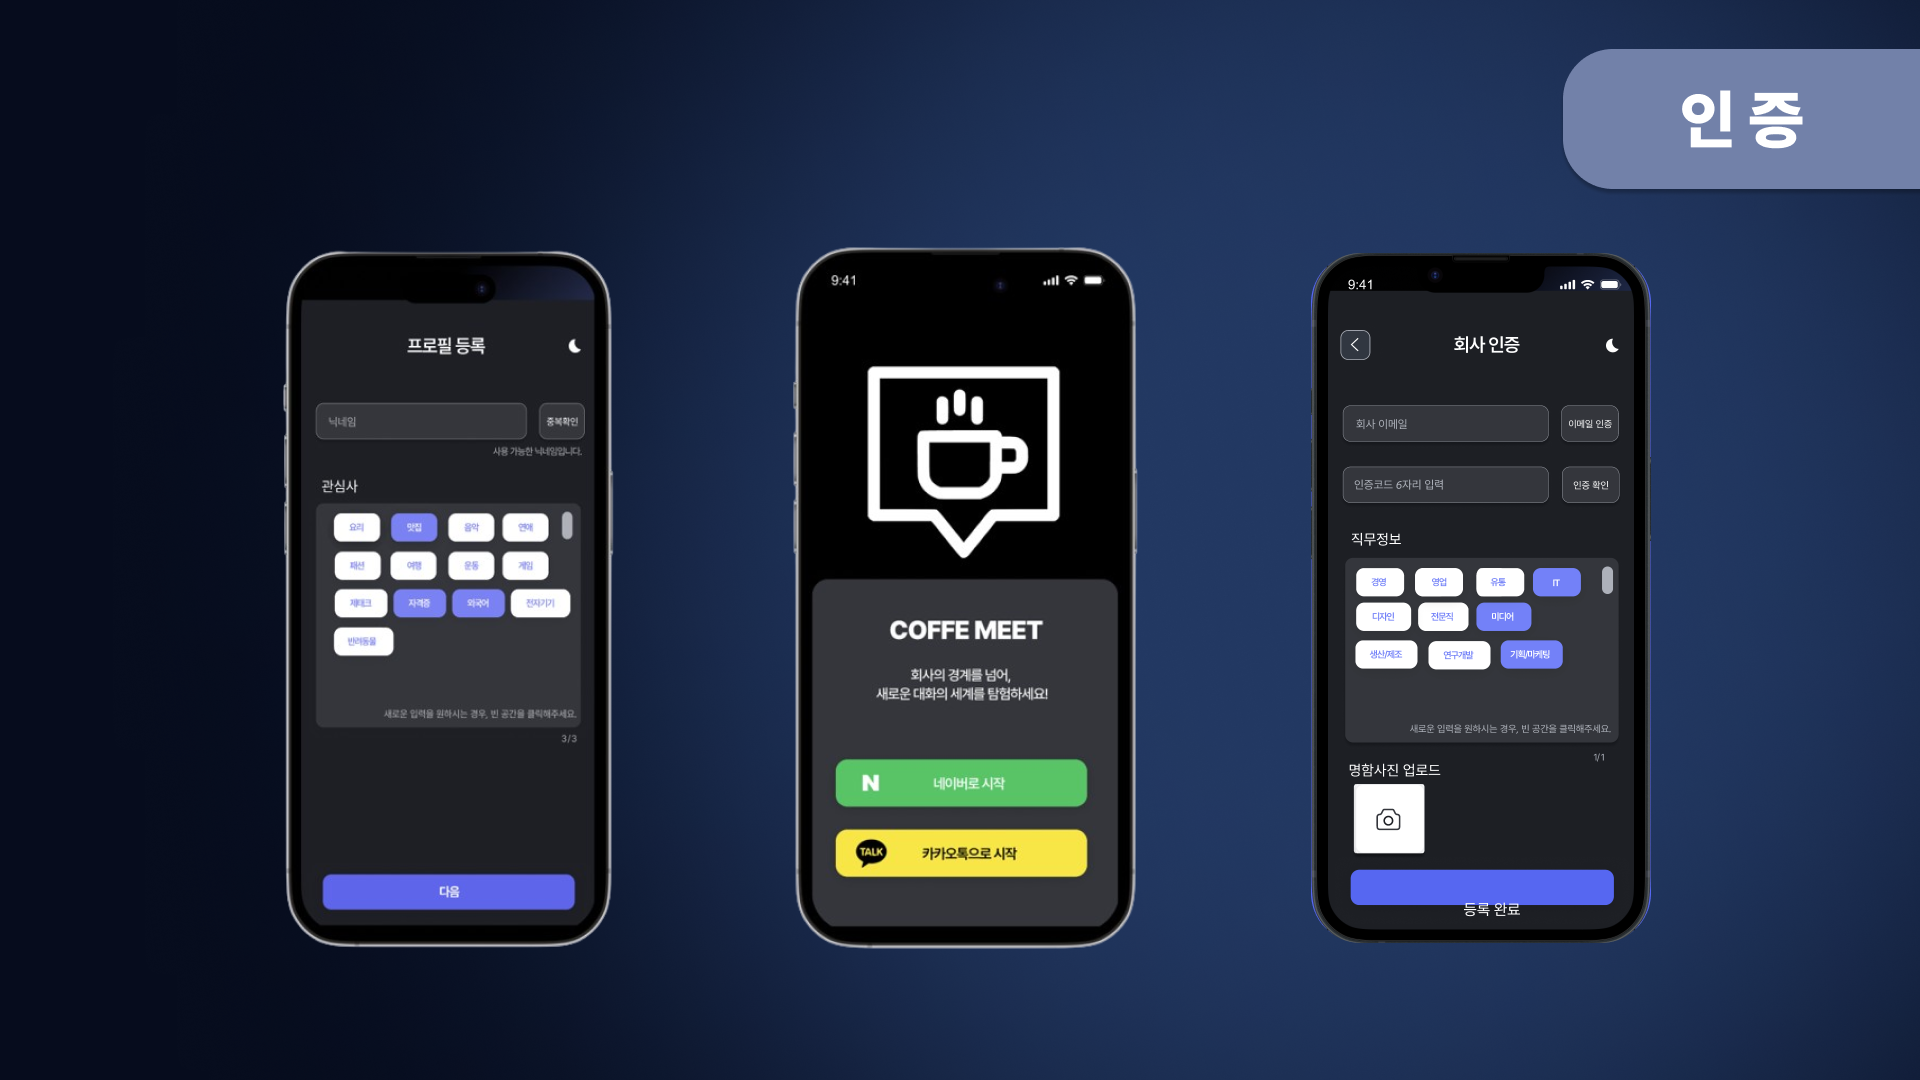 인증
프로필 등록
닉네임
중복확인
사용 가능한 닉네임입니다.
관심사
요리 맛집 음악 연애
패션 여행 운동 게임
재테크 자격증 외국어 전자기기
반려동물
새로운 입력을 원하시는 경우, 빈 공간을 클릭해주세요.
3/3
다음
9:41
COFFE MEET
회사의 경계를 넘어,
새로운 대화의 세계를 탐험하세요!
N 네이버로 시작
TALK 카카오톡으로 시작
9:41
회사 인증
회사 이메일
이메일 인증
인증코드 6자리 입력
인증 확인
직무정보
경영 영업 유통 IT
디자인 전문직 미디어
생산/제조 연구개발 기획/마케팅
새로운 입력을 원하시는 경우, 빈 공간을 클릭해주세요.
1/1
명함사진 업로드
등록 완료